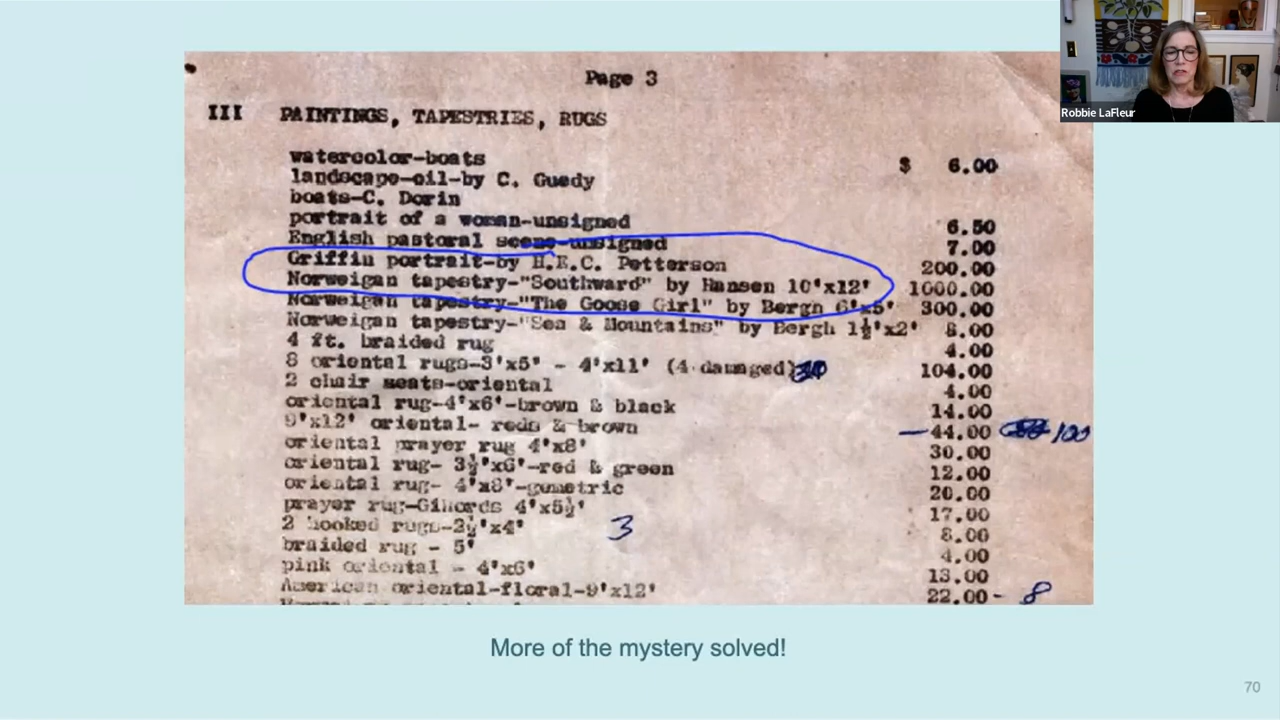 Robbie LaFleur
Page 3
III PAINTINGS, TAPESTRIES, RUGS
watercolor-boats $ 6.00
landscape-oil-by C. Guedy
boats-C. Dorin
portrait of a woman-unsigned 6.50
English pastoral scene-unsigned 7.00
Griffin portrait-by H.E.C. Petterson 200.00
Norweigan tapestry-"Southward" by Hansen 10'x12' 1000.00
Norweigan tapestry-"The Goose Girl" by Bergh 6'x5' 300.00
Norweigan tapestry-"Sea & Mountains" by Bergh 1½'x2' 8.00
4 ft. braided rug 4.00
8 oriental rugs-3'x5" - 4'x11' (4 damaged) 104.00
2 chair seats-oriental 4.00
oriental rug-4'x6'-brown & black 14.00
9'x12' oriental- reds & brown -44.00 100
oriental prayer rug 4'x8' 30.00
oriental rug- 3½'x6'-red & green 12.00
oriental rug- 4'x8'-gometric 20.00
prayer rug-Gihords 4'x5½' 17.00
2 hooked rugs-2½'x4' 3 8.00
braided rug - 5' 4.00
pink oriental - 4'x6' 13.00
American oriental-floral-9'x12' 22.00 - 8
More of the mystery solved!
70